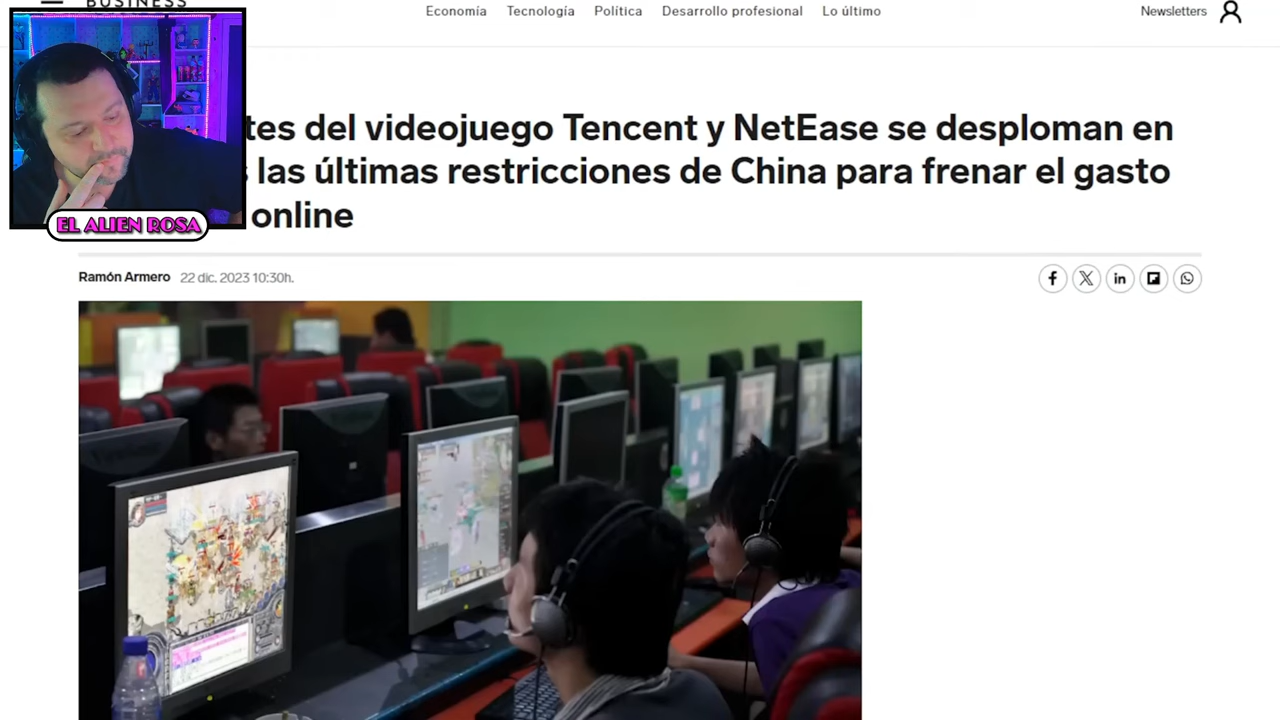 BUSINESS
Economía Tecnología Política Desarrollo profesional Lo último
Newsletters
tes del videojuego Tencent y NetEase se desploman en
las últimas restricciones de China para frenar el gasto
online
EL ALIEN ROSA
Ramón Armero 22 dic. 2023 10:30h.